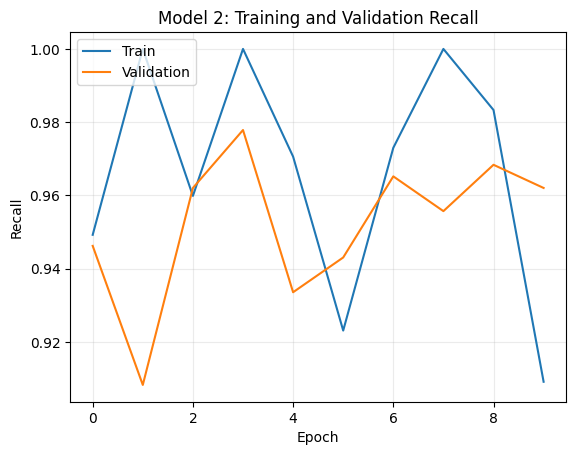 Model 2: Training and Validation Recall
Train
Validation
1.00
0.98
0.96
0.94
0.92
Recall
0 2 4 6 8
Epoch